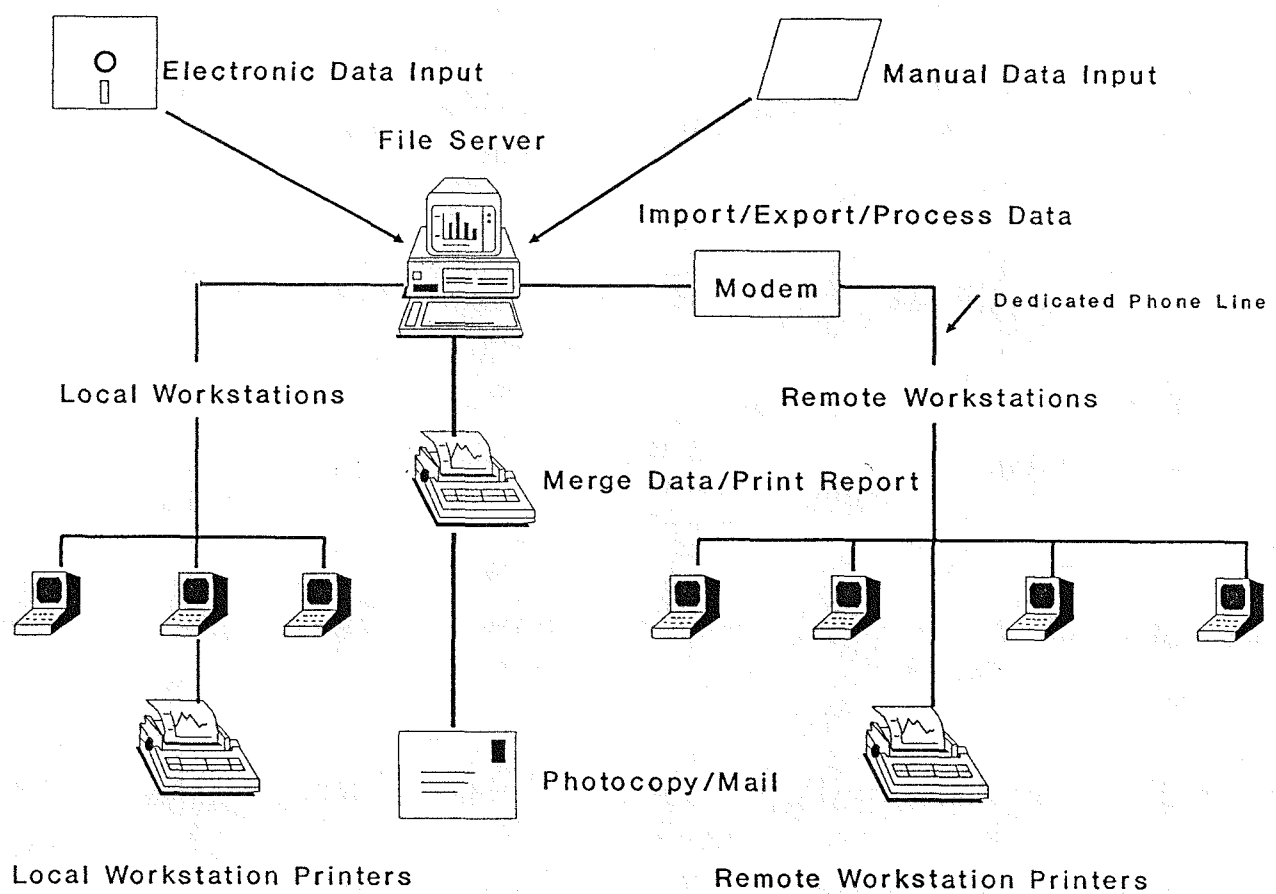 Electronic Data Input
Manual Data Input
File Server
Import/Export/Process Data
Modem
Dedicated Phone Line
Local Workstations
Remote Workstations
Merge Data/Print Report
Photocopy/Mail
Local Workstation Printers
Remote Workstation Printers